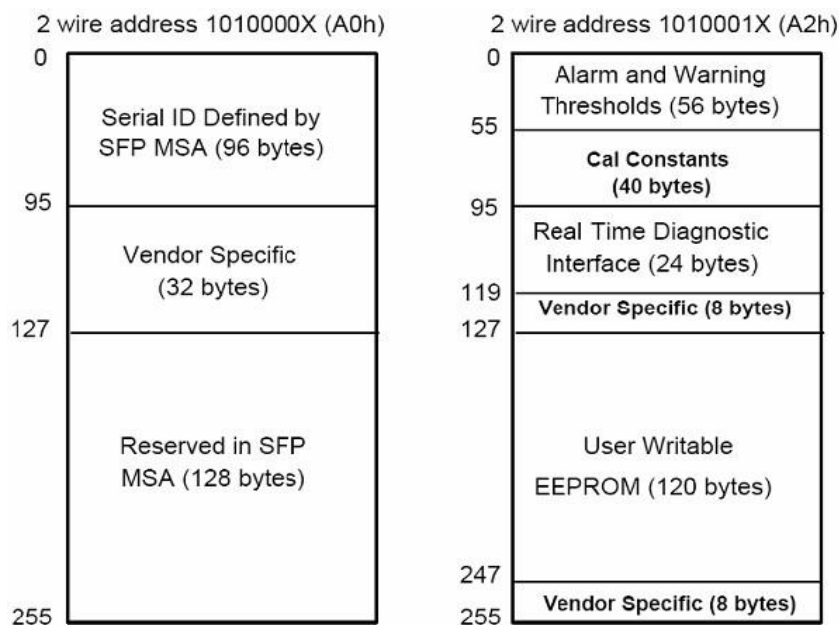 2 wire address 1010000X (A0h)
0
Serial ID Defined by
SFP MSA (96 bytes)
95
Vendor Specific
(32 bytes)
127
Reserved in SFP
MSA (128 bytes)
255
2 wire address 1010001X (A2h)
0
Alarm and Warning
Thresholds (56 bytes)
55
Cal Constants
(40 bytes)
95
Real Time Diagnostic
Interface (24 bytes)
119
Vendor Specific (8 bytes)
127
User Writable
EEPROM (120 bytes)
247
Vendor Specific (8 bytes)
255